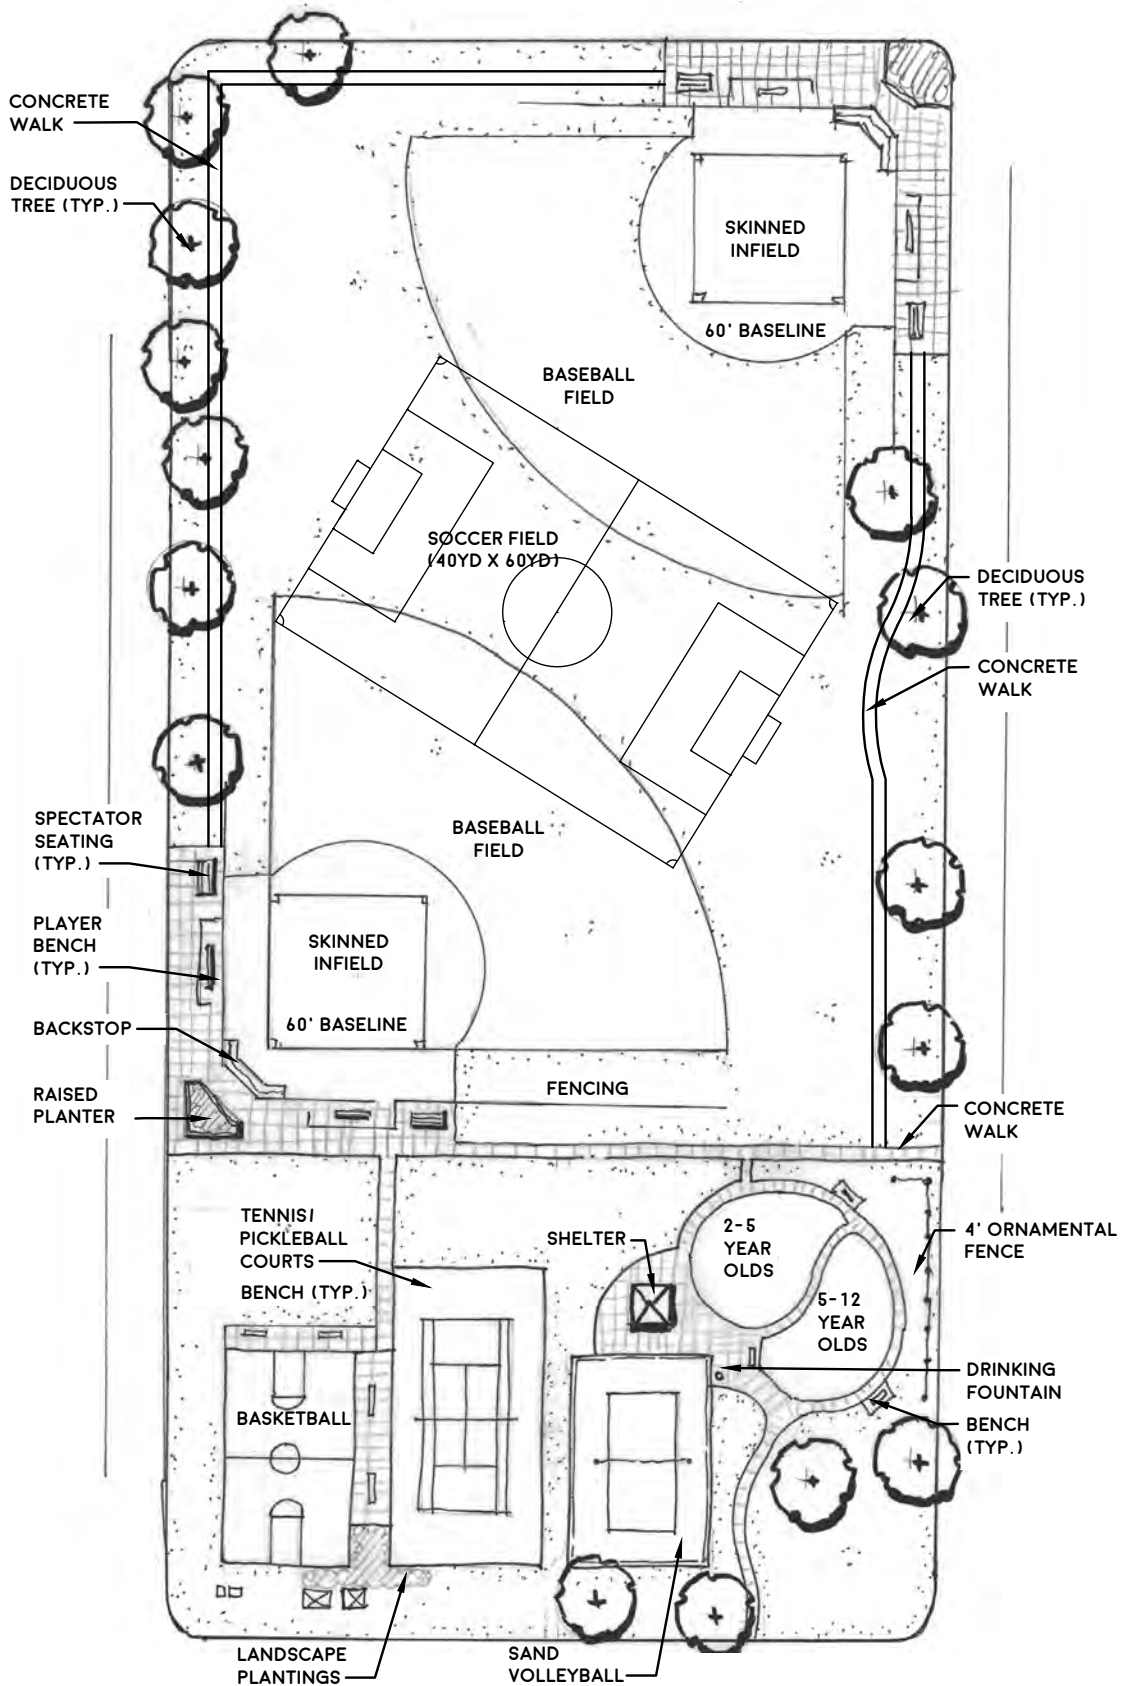 CONCRETE
WALK
DECIDUOUS
TREE (TYP.)
SKINNED
INFIELD
60' BASELINE
BASEBALL
FIELD
SOCCER FIELD
(40YD X 60YD)
DECIDUOUS
TREE (TYP.)
CONCRETE
WALK
SPECTATOR
SEATING
(TYP.)
BASEBALL
FIELD
PLAYER
BENCH
(TYP.)
SKINNED
INFIELD
60' BASELINE
BACKSTOP
RAISED
PLANTER
FENCING
CONCRETE
WALK
TENNIS/
PICKLEBALL
COURTS
BENCH (TYP.)
SHELTER
2-5
YEAR
OLDS
4' ORNAMENTAL
FENCE
5-12
YEAR
OLDS
DRINKING
FOUNTAIN
BASKETBALL
BENCH
(TYP.)
LANDSCAPE
PLANTINGS
SAND
VOLLEYBALL